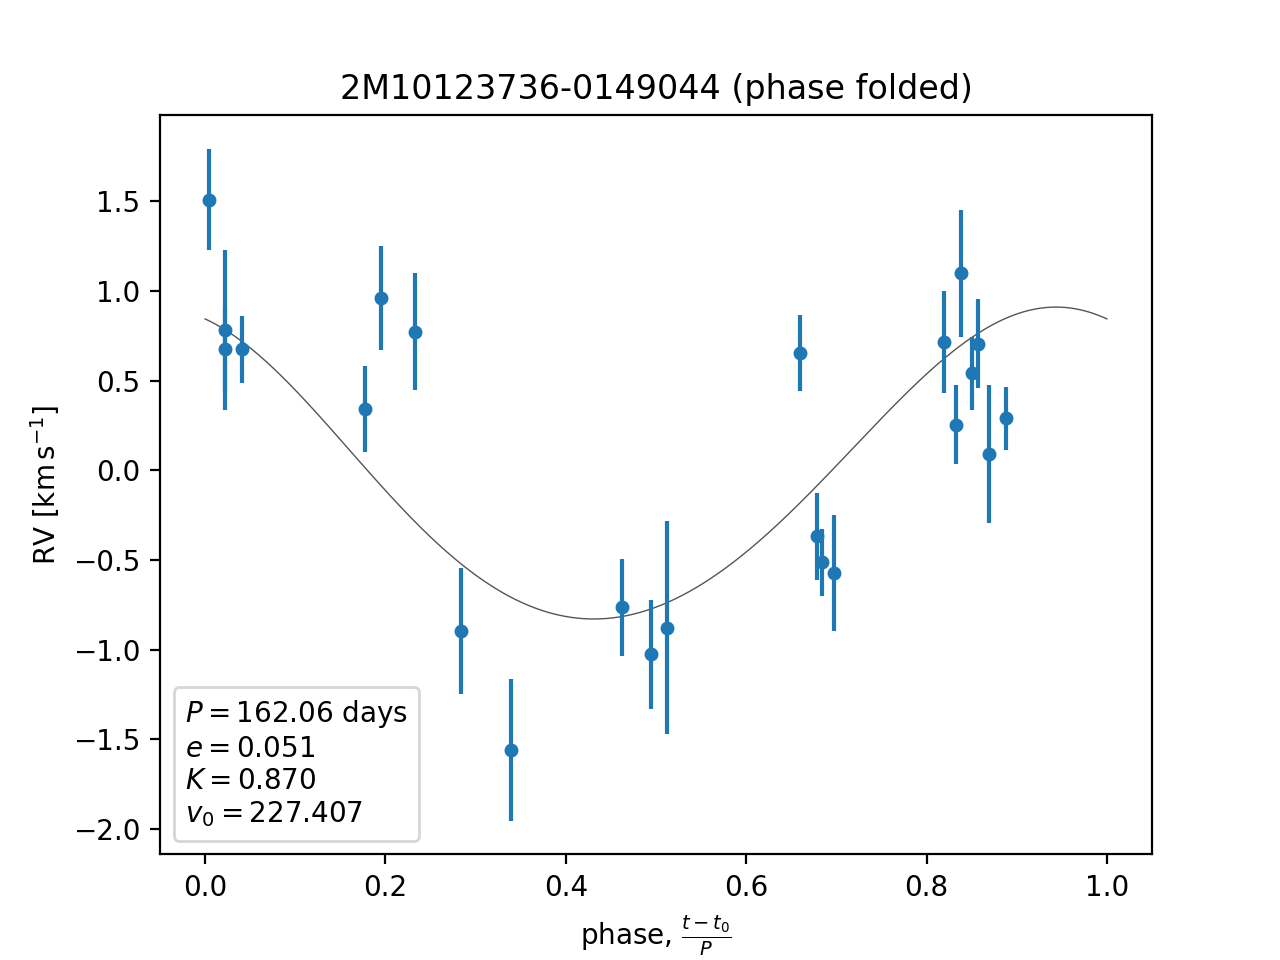 2M10123736-0149044 (phase folded)
RV [km s⁻¹]
1.5
1.0
0.5
0.0
−0.5
−1.0
−1.5
−2.0
P = 162.06 days
e = 0.051
K = 0.870
v₀ = 227.407
0.0 0.2 0.4 0.6 0.8 1.0
phase, (t − t₀)/P